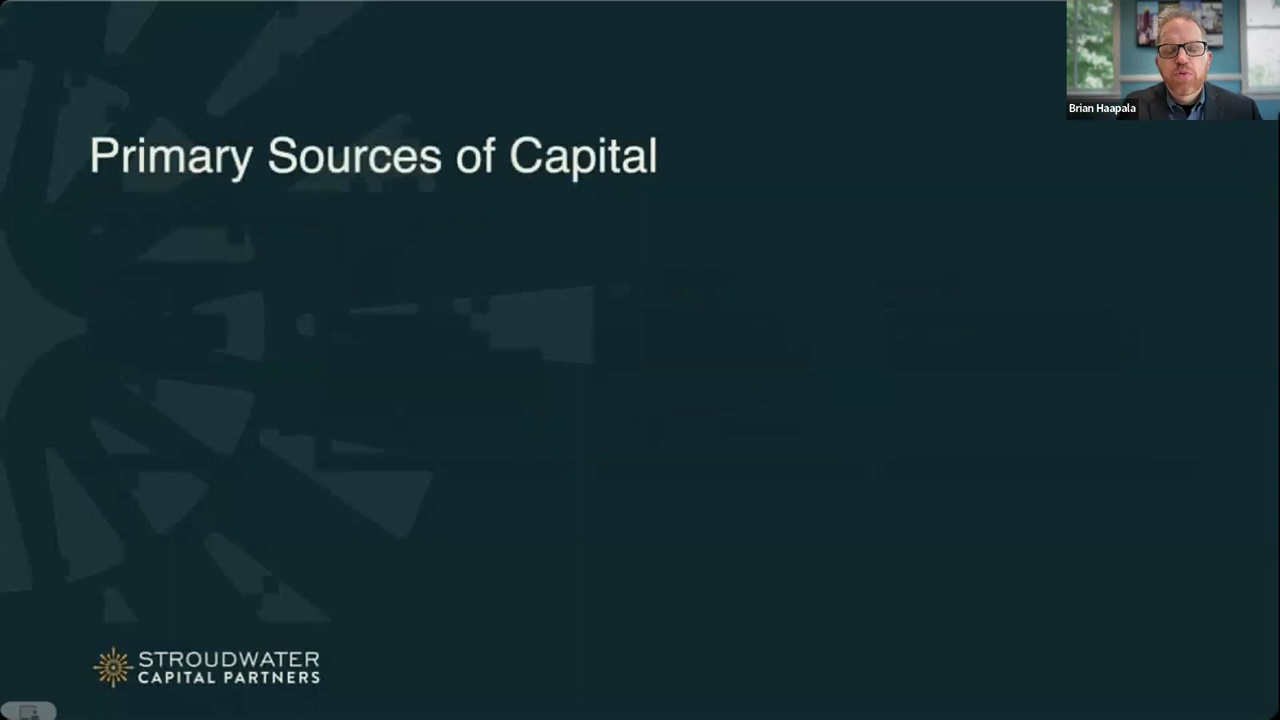 Brian Haapala
Primary Sources of Capital
STROUDWATER
CAPITAL PARTNERS